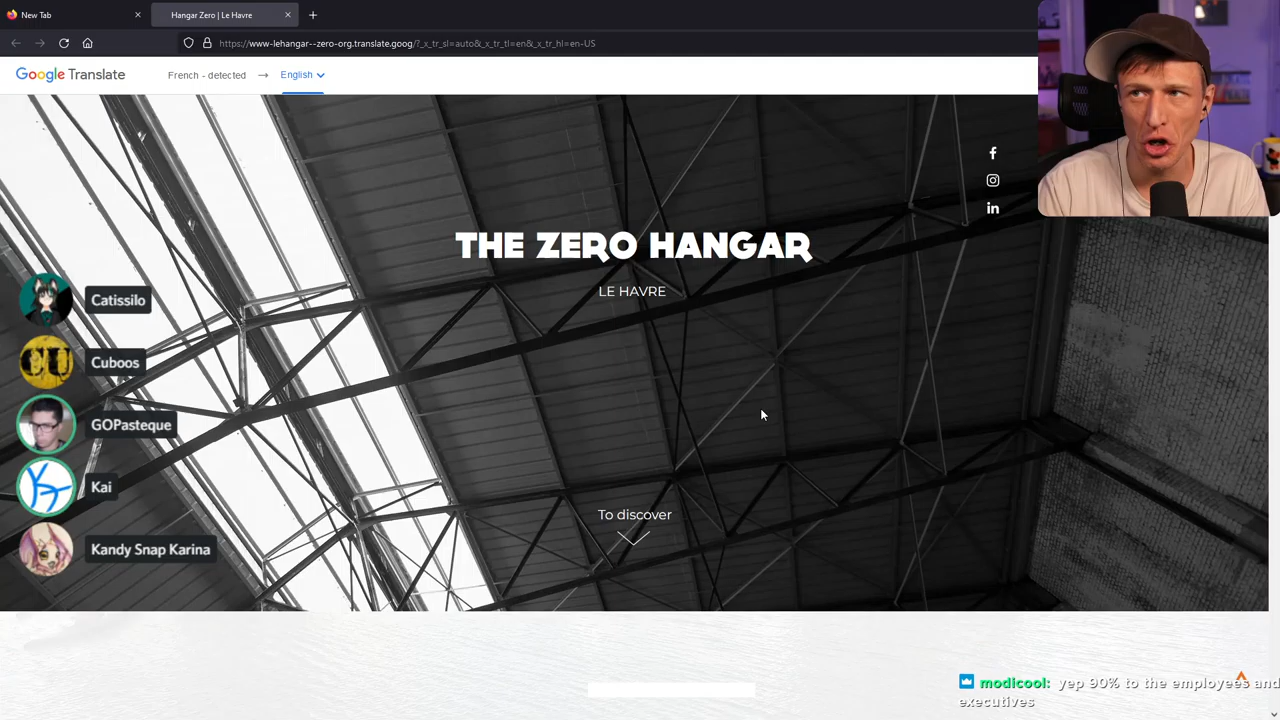 New Tab
Hangar Zero | Le Havre
https://www-lehangar--zero-org.translate.goog/?_x_tr_sl=auto&_x_tr_tl=en&_x_tr_hl=en-US
Google Translate
French - detected
English
THE ZERO HANGAR
LE HAVRE
Catissilo
CU
Cuboos
GOPasteque
Kai
To discover
Kandy Snap Karina
modicool: yep 90% to the employees and
executives